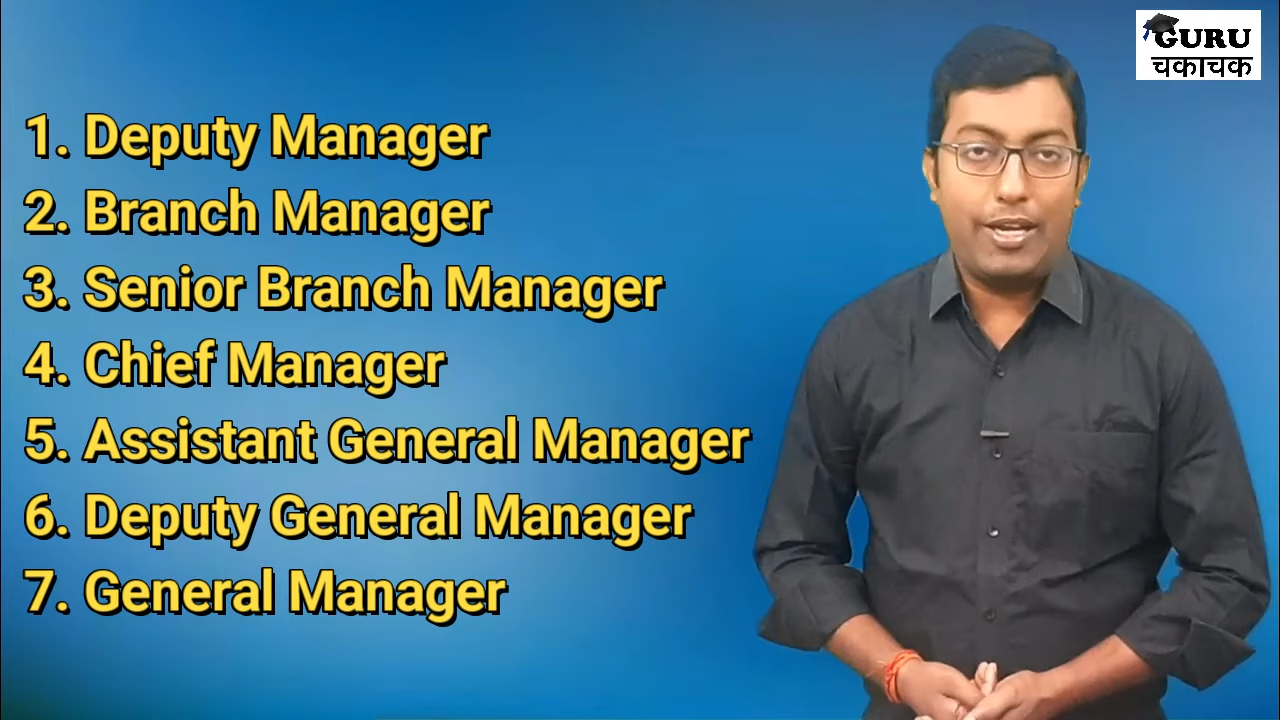 GURU
चकाचक
1. Deputy Manager
2. Branch Manager
3. Senior Branch Manager
4. Chief Manager
5. Assistant General Manager
6. Deputy General Manager
7. General Manager